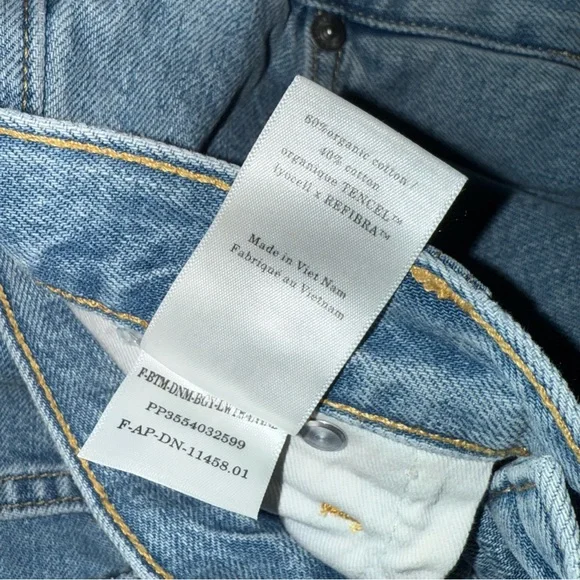 60%organic cotton /
40% cotton
organique TENCEL™
lyocell x REFIBRA™
Made in Viet Nam
Fabriqué au Vietnam
PP3554032599
F-AP-DN-11458.01